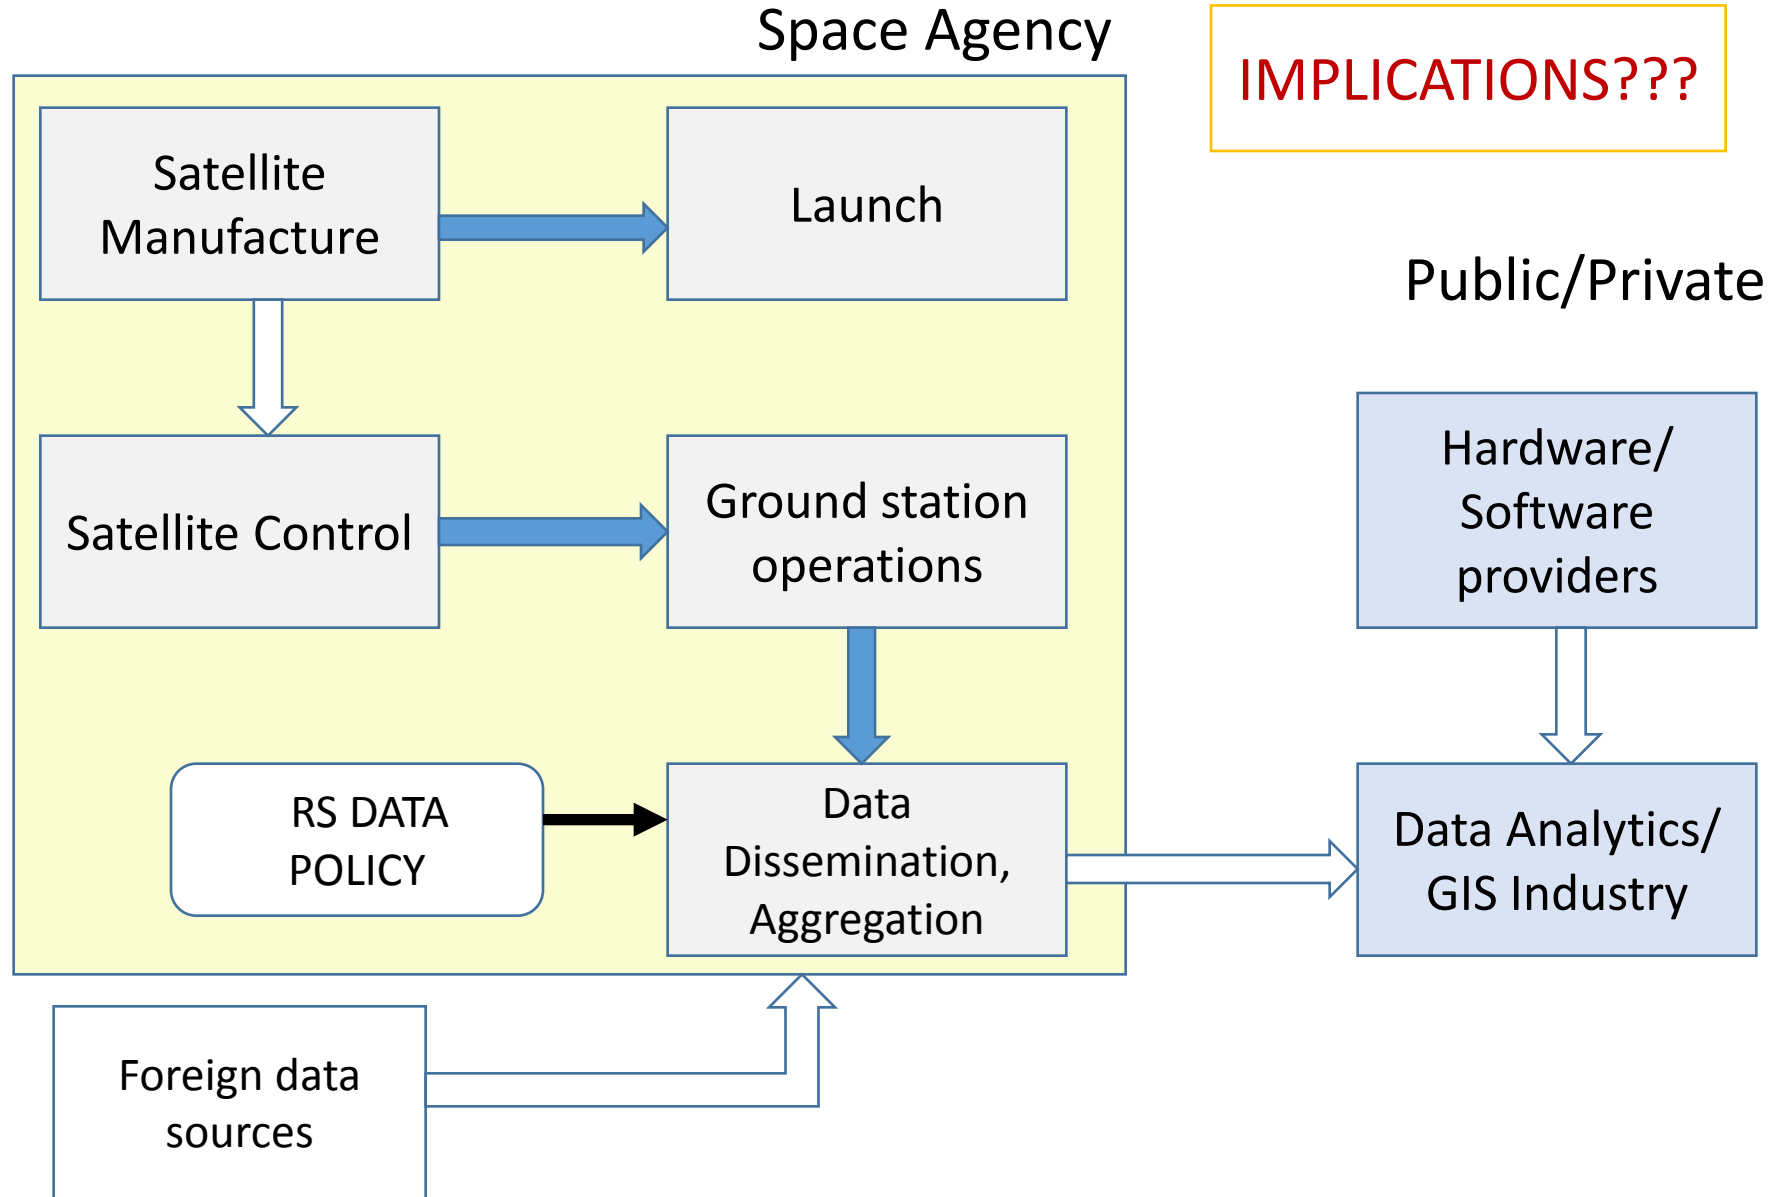 Space Agency
IMPLICATIONS???
Satellite
Manufacture
Launch
Public/Private
Satellite Control
Ground station
operations
Hardware/
Software
providers
RS DATA
POLICY
Data
Dissemination,
Aggregation
Data Analytics/
GIS Industry
Foreign data
sources